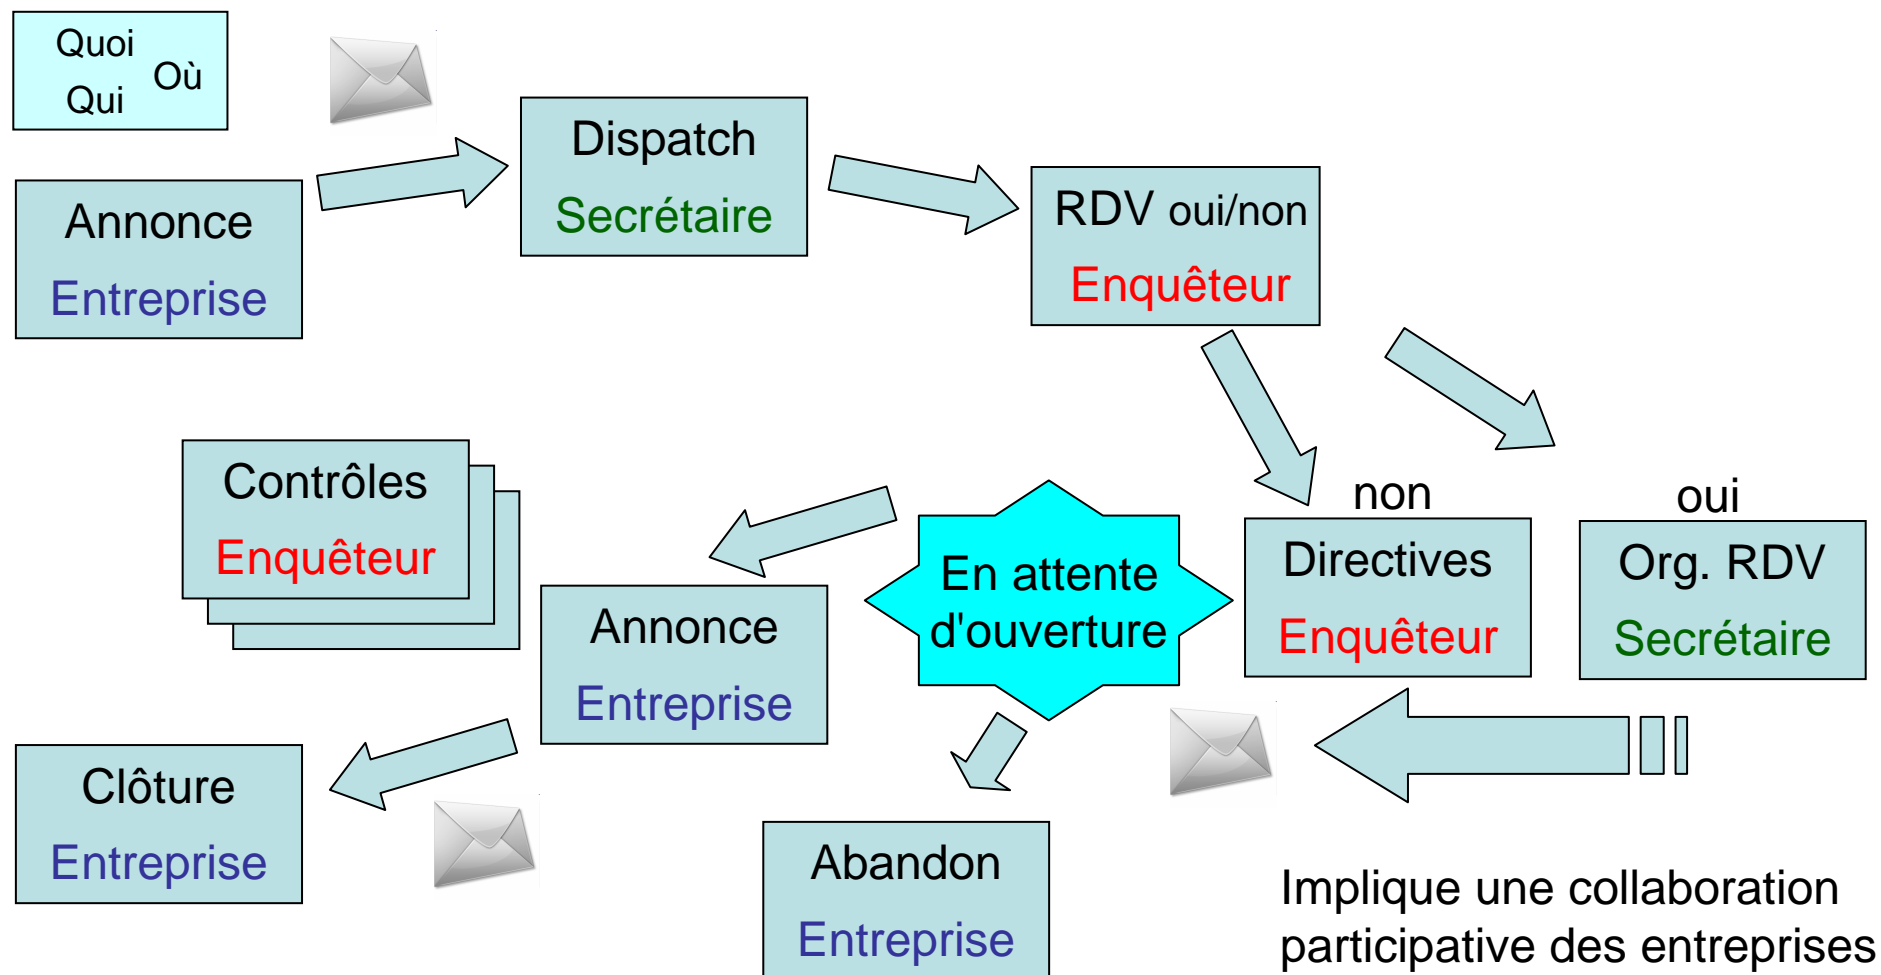 Quoi
Où
Qui
Annonce
Entreprise
Dispatch
Secrétaire
RDV oui/non
Enquêteur
non
oui
Directives
Enquêteur
Org. RDV
Secrétaire
En attente
d'ouverture
Contrôles
Enquêteur
Annonce
Entreprise
Clôture
Entreprise
Abandon
Entreprise
Implique une collaboration
participative des entreprises